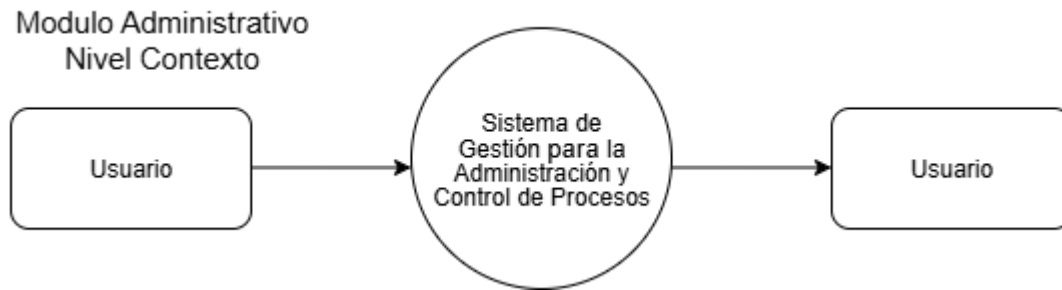 Modulo Administrativo
Nivel Contexto
Usuario
Sistema de
Gestión para la
Administración y
Control de Procesos
Usuario